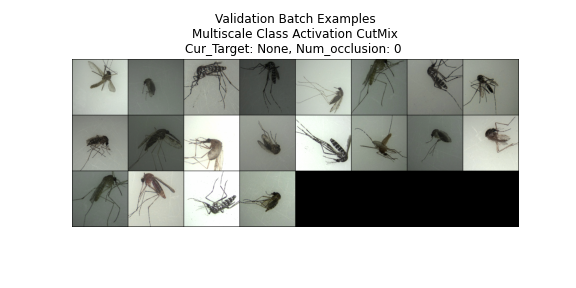 Validation Batch Examples
Multiscale Class Activation CutMix
Cur_Target: None, Num_occlusion: 0